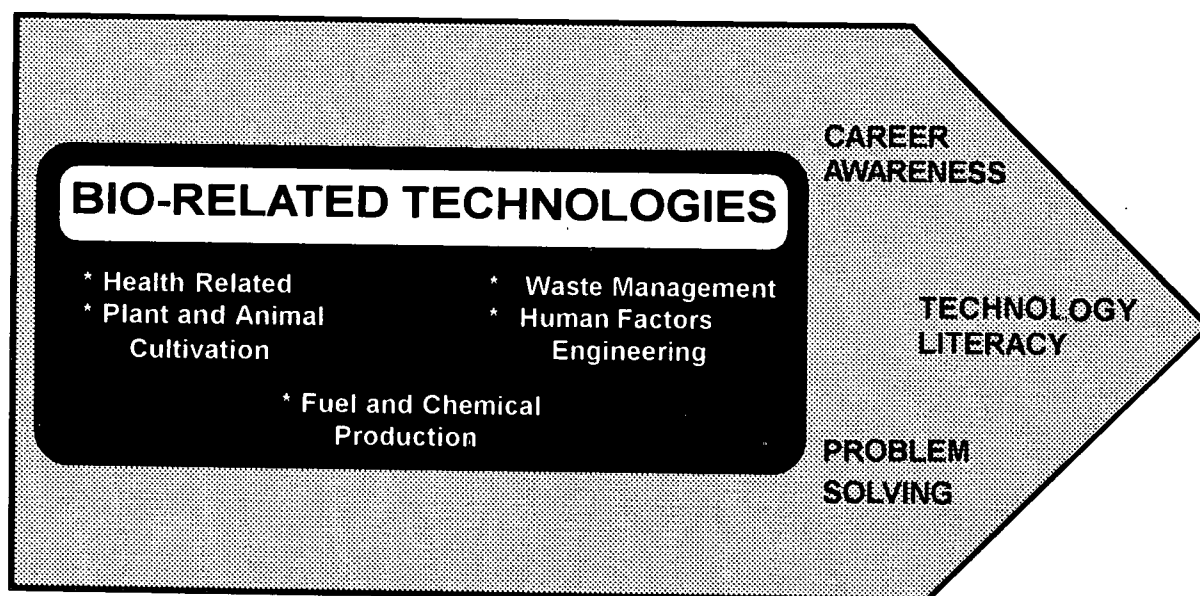 BIO-RELATED TECHNOLOGIES
* Health Related
* Plant and Animal
Cultivation
* Waste Management
* Human Factors
Engineering
* Fuel and Chemical
Production
CAREER
AWARENESS
TECHNOLOGY
LITERACY
PROBLEM
SOLVING